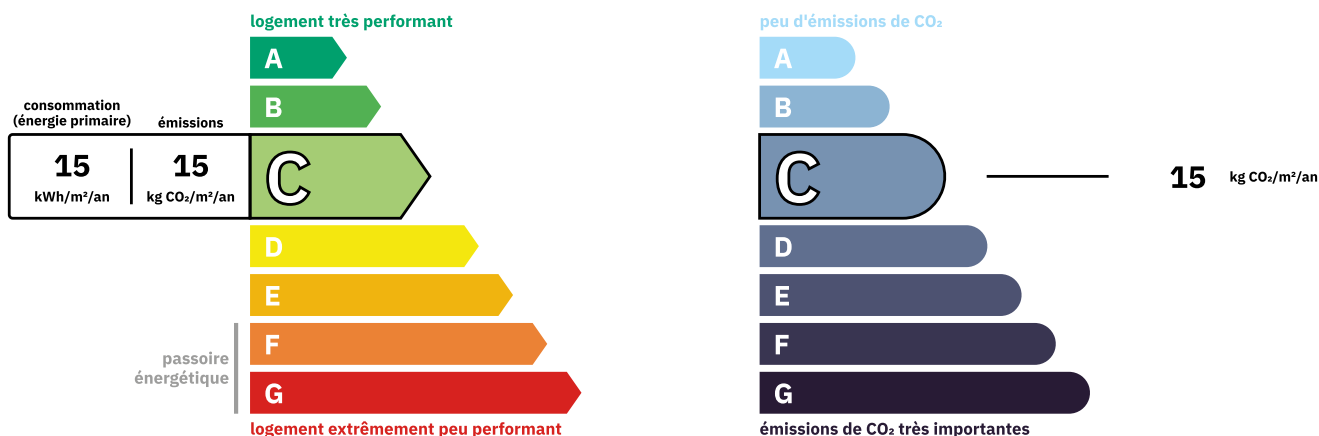 logement très performant
A
B
consommation
(énergie primaire)
émissions
15
kWh/m²/an
15
kg CO₂/m²/an
C
D
E
F
G
passoire
énergétique
logement extrêmement peu performant
peu d'émissions de CO₂
A
B
C
15 kg CO₂/m²/an
D
E
F
G
émissions de CO₂ très importantes